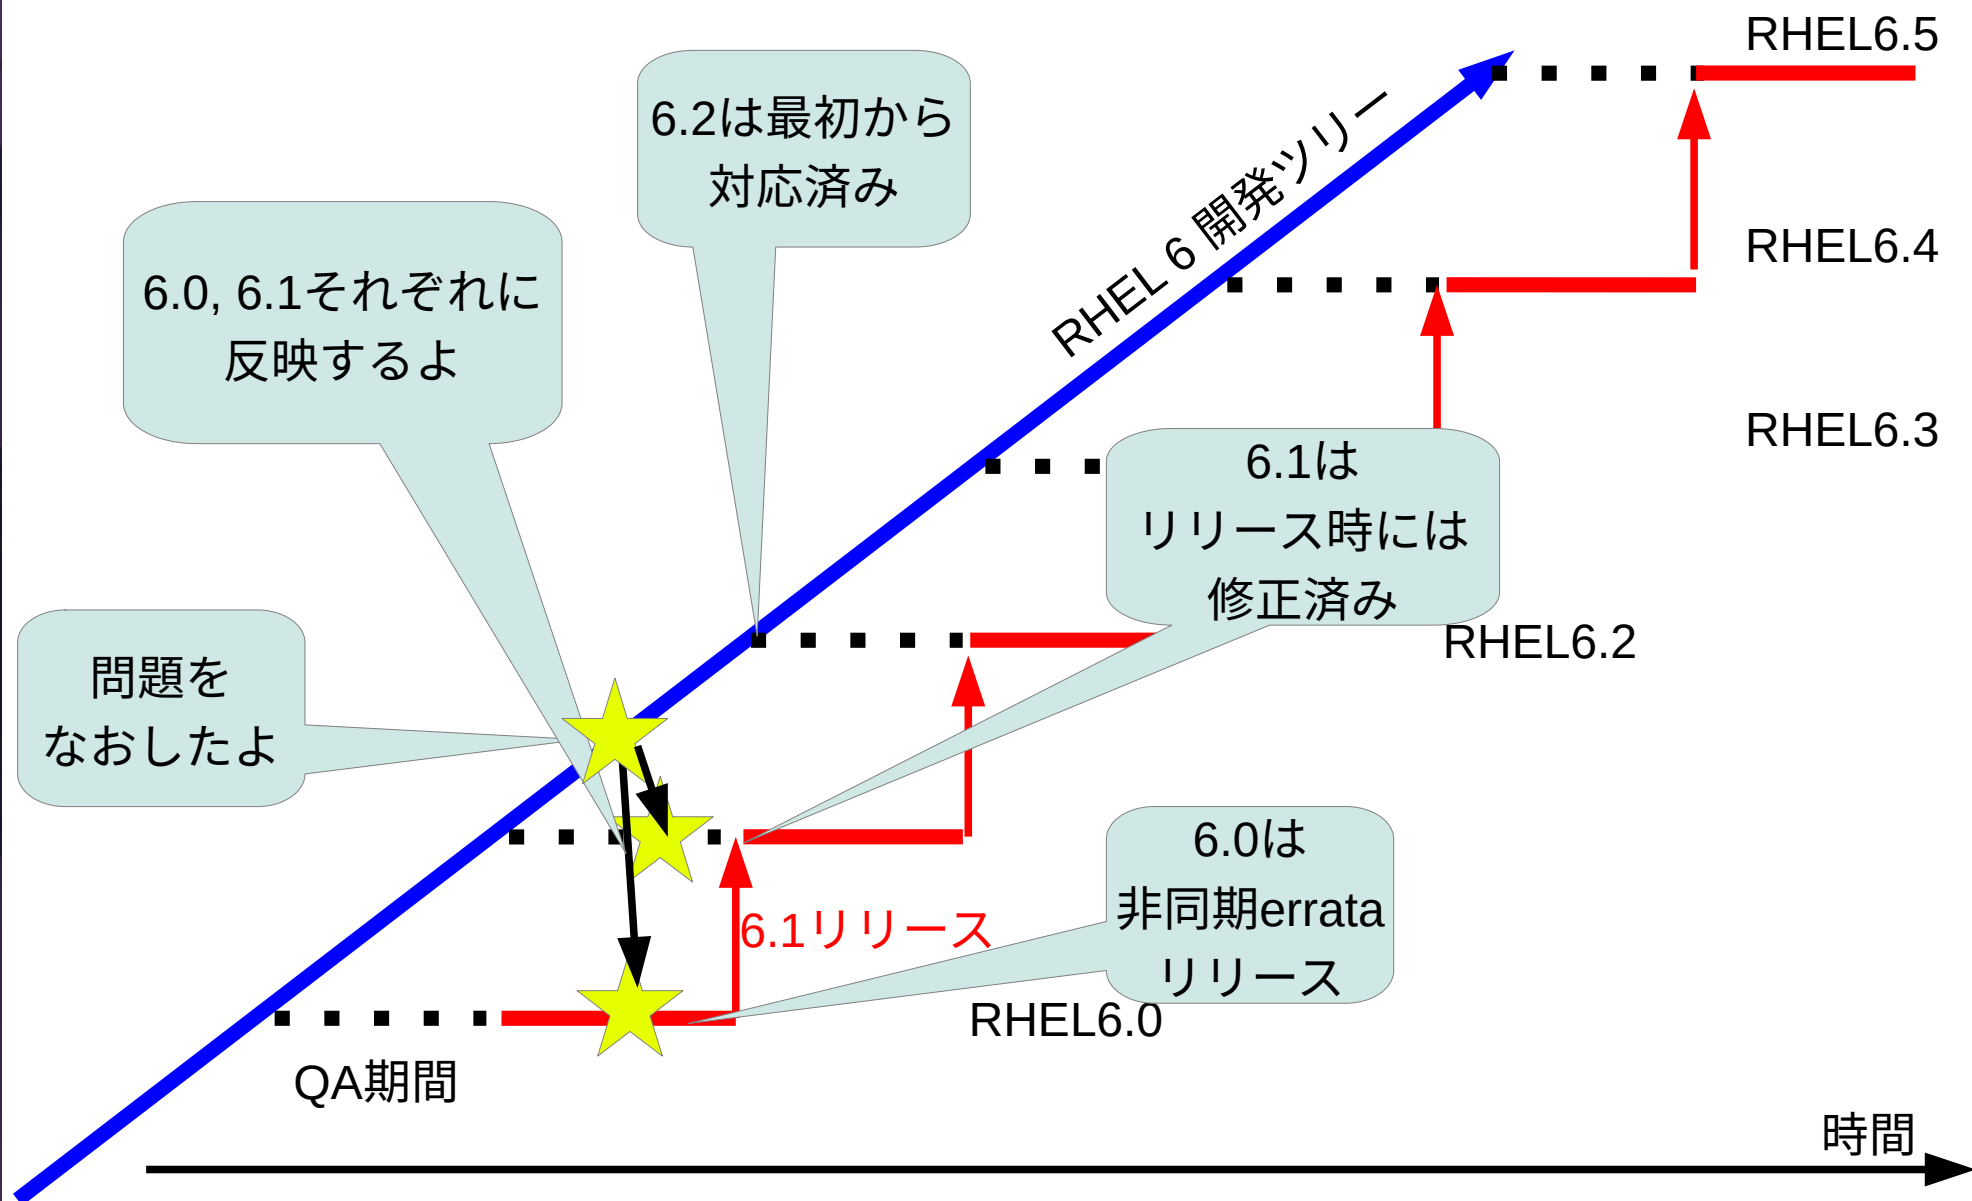 RHEL6.5
6.2は最初から
対応済み
RHEL 6 開発ツリー
RHEL6.4
6.0, 6.1それぞれに
反映するよ
RHEL6.3
6.1は
リリース時には
修正済み
RHEL6.2
問題を
なおしたよ
6.0は
非同期errata
リリース
6.1リリース
RHEL6.0
QA期間
時間